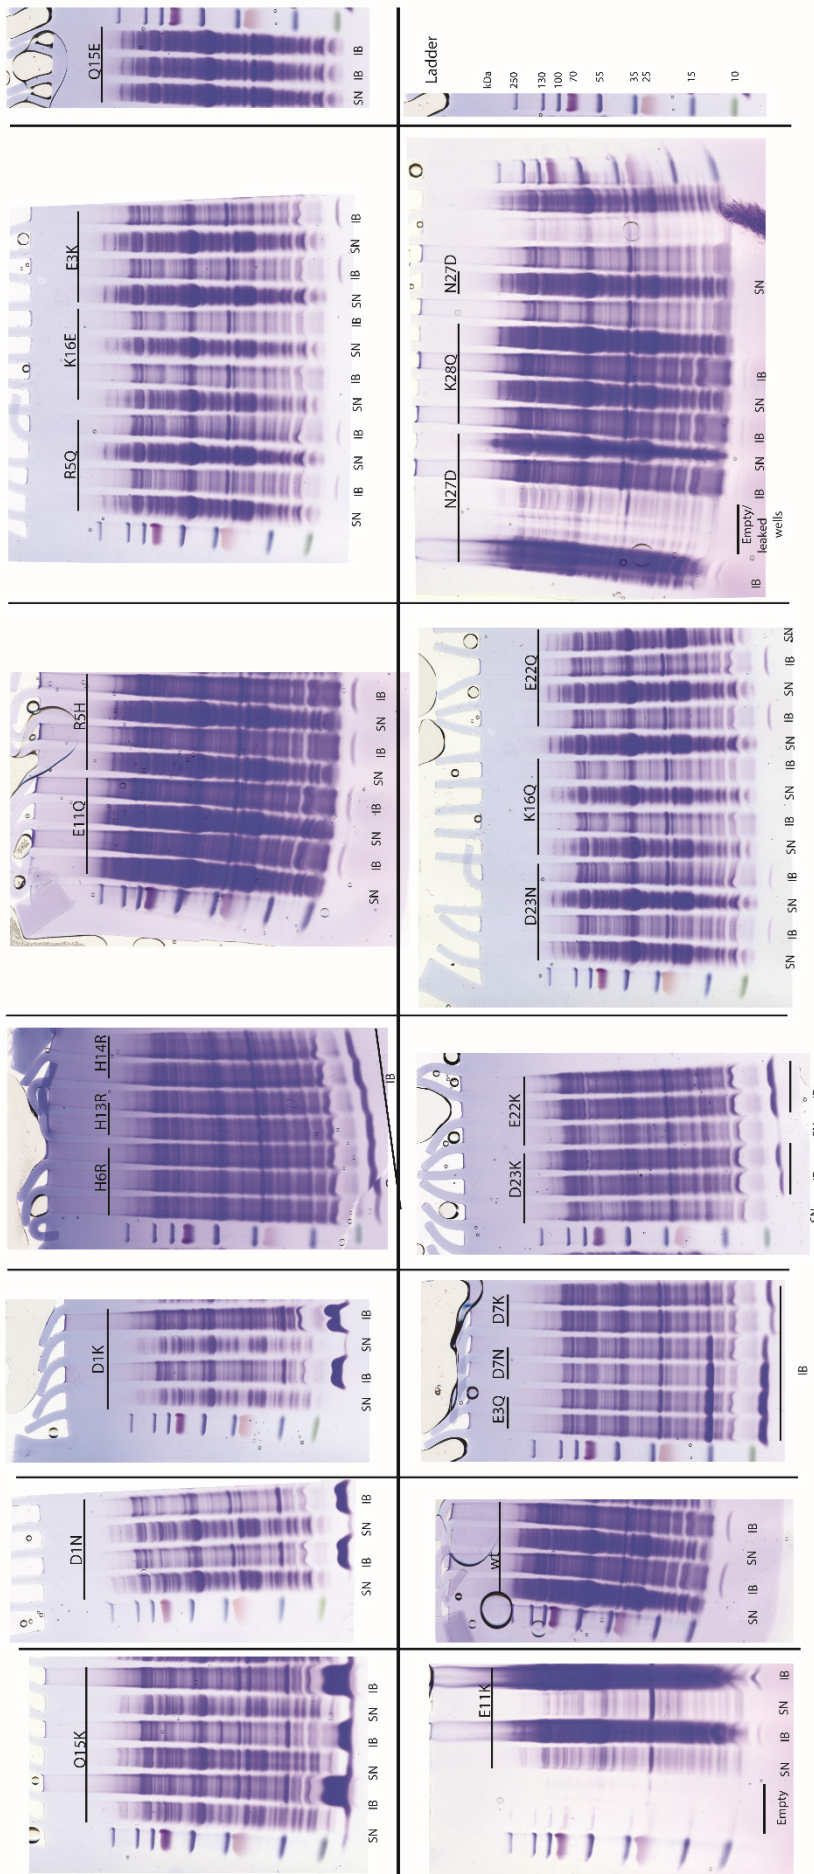 Q15K
SN IB SN IB SN IB
D1N
SN IB SN IB
D1K
SN IB SN IB
H6R H13R H14R
IB
E11Q R5H
SN IB SN IB SN IB SN IB
R5Q K16E E3K
SN IB SN IB SN IB SN IB SN IB SN IB
Q15E
SN IB IB
E11K
Empty SN IB SN IB
wt
SN IB SN IB
E3Q D7N D7K
IB
D23K E22K
D23N K16Q E22Q
SN IB SN IB SN IB SN IB SN IB SN IB SN
N27D K28Q N27D
IB Empty/ IB SN IB SN IB SN
leaked
wells
Ladder
kDa
250
130
100
70
55
35
25
15
10